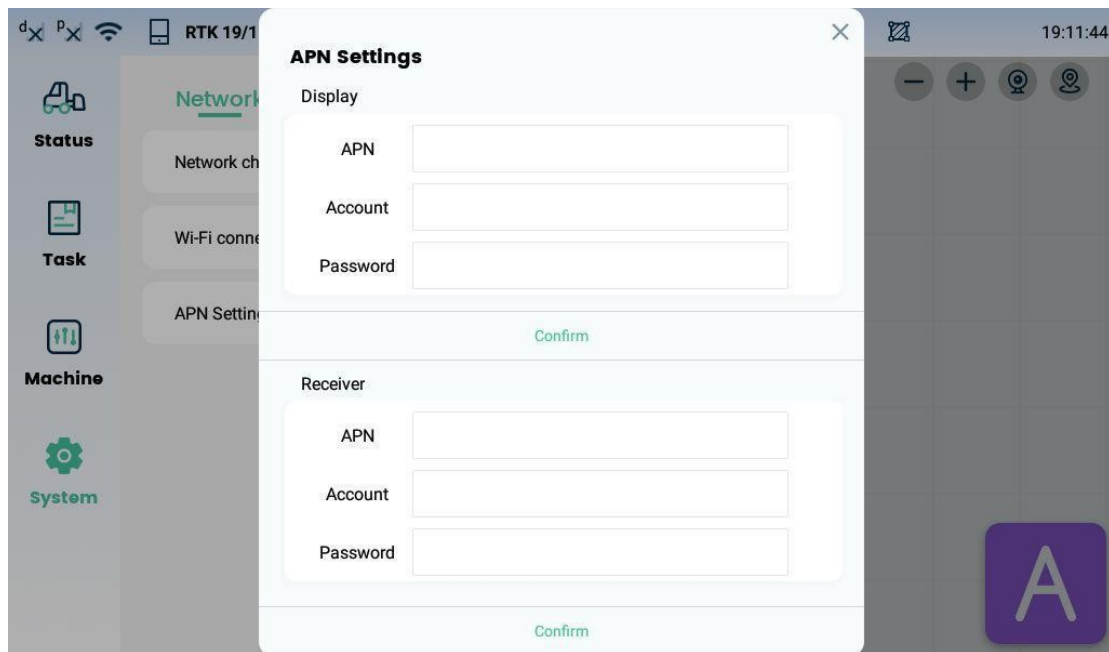 d P RTK 19/1 19:11:44
APN Settings
Status
Task
Machine
System
Network
Network ch
Wi-Fi conne
APN Setting
Display
APN
Account
Password
Confirm
Receiver
APN
Account
Password
Confirm
A